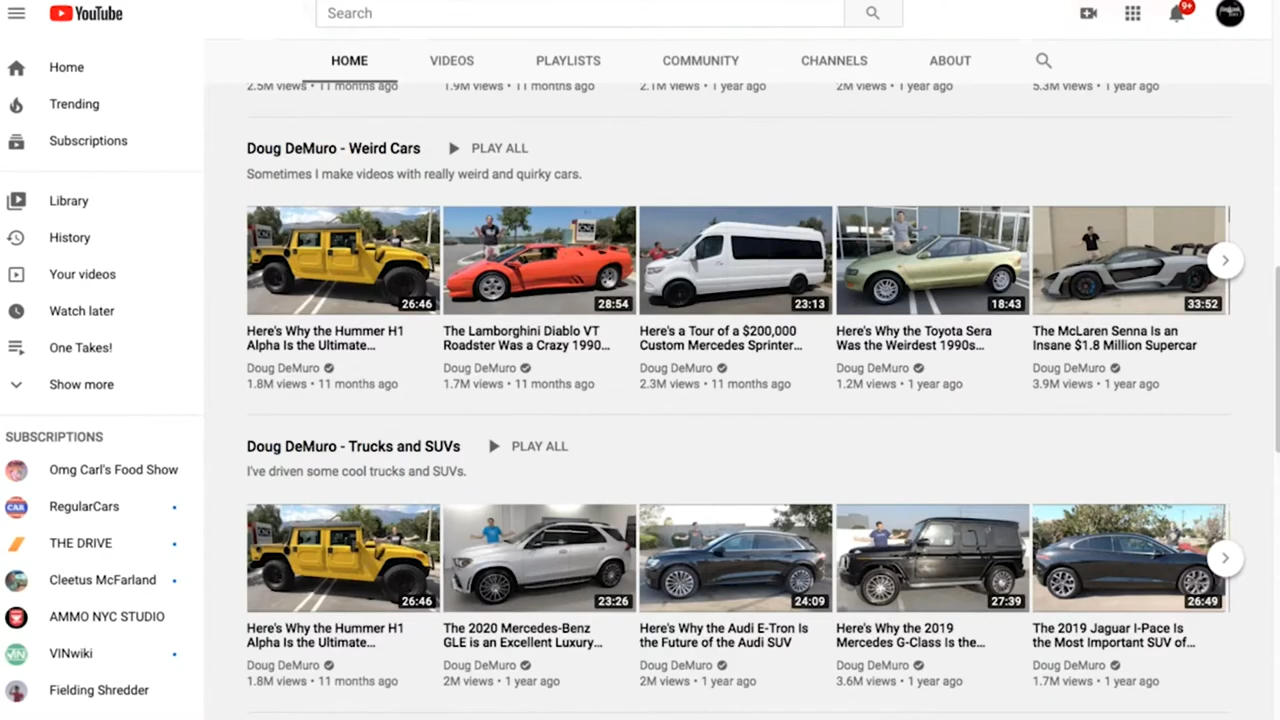 YouTube
Search
9+
HOME VIDEOS PLAYLISTS COMMUNITY CHANNELS ABOUT
2.5M views • 11 months ago
1.9M views • 11 months ago
2.1M views • 1 year ago
2M views • 1 year ago
5.3M views • 1 year ago
Home
Trending
Subscriptions
Library
History
Your videos
Watch later
One Takes!
Show more
SUBSCRIPTIONS
Omg Carl's Food Show
RegularCars
THE DRIVE
Cleetus McFarland
AMMO NYC STUDIO
VINwiki
Fielding Shredder
Doug DeMuro - Weird Cars PLAY ALL
Sometimes I make videos with really weird and quirky cars.
26:46
Here's Why the Hummer H1
Alpha Is the Ultimate...
Doug DeMuro
1.8M views • 11 months ago
28:54
The Lamborghini Diablo VT
Roadster Was a Crazy 1990...
Doug DeMuro
1.7M views • 11 months ago
23:13
Here's a Tour of a $200,000
Custom Mercedes Sprinter...
Doug DeMuro
2.3M views • 11 months ago
18:43
Here's Why the Toyota Sera
Was the Weirdest 1990s...
Doug DeMuro
1.2M views • 1 year ago
33:52
The McLaren Senna Is an
Insane $1.8 Million Supercar
Doug DeMuro
3.9M views • 1 year ago
Doug DeMuro - Trucks and SUVs PLAY ALL
I've driven some cool trucks and SUVs.
26:46
Here's Why the Hummer H1
Alpha Is the Ultimate...
Doug DeMuro
1.8M views • 11 months ago
23:26
The 2020 Mercedes-Benz
GLE is an Excellent Luxury...
Doug DeMuro
2M views • 1 year ago
24:09
Here's Why the Audi E-Tron Is
the Future of the Audi SUV
Doug DeMuro
2M views • 1 year ago
27:39
Here's Why the 2019
Mercedes G-Class Is the...
Doug DeMuro
3.6M views • 1 year ago
26:49
The 2019 Jaguar I-Pace Is
the Most Important SUV of...
Doug DeMuro
1.7M views • 1 year ago